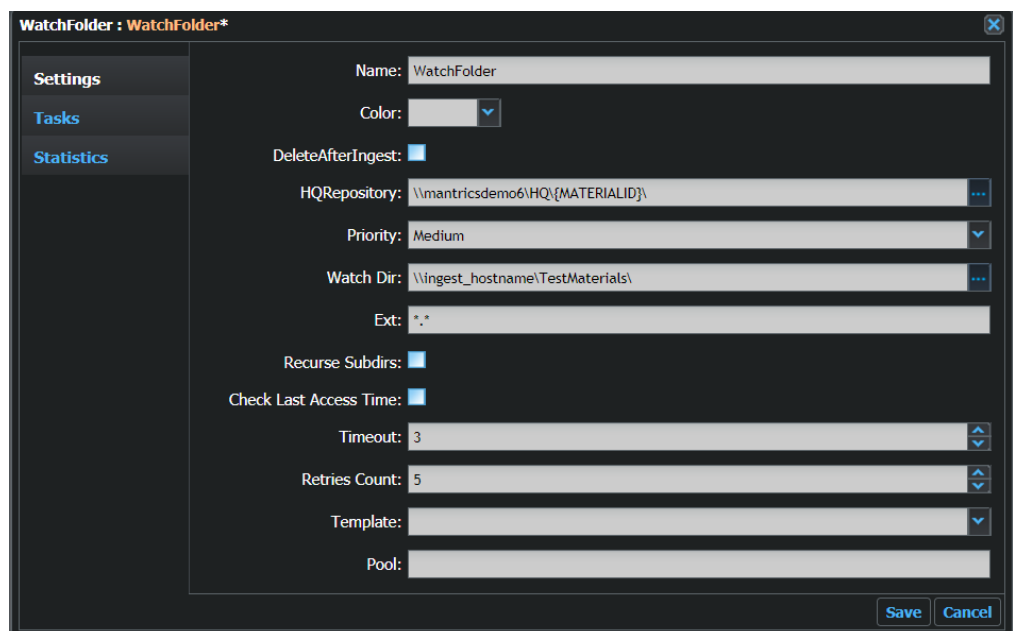 WatchFolder : WatchFolder*
Settings
Tasks
Statistics
Name: WatchFolder
Color:
DeleteAfterIngest:
HQRepository: \\mantricsdemo6\HQ\{MATERIALID}\ ...
Priority: Medium
Watch Dir: \\ingest_hostname\TestMaterials\ ...
Ext: *.*
Recurse Subdirs:
Check Last Access Time:
Timeout: 3
Retries Count: 5
Template:
Pool:
Save Cancel